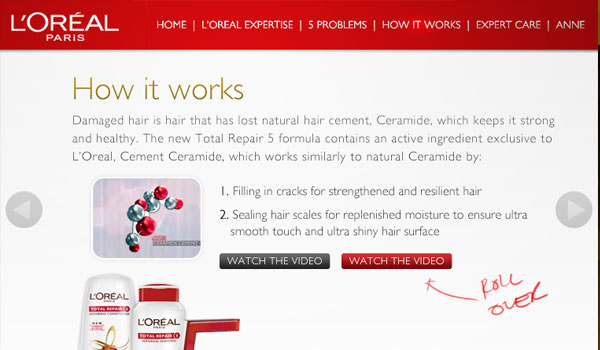 L'ORÉAL
PARIS
HOME | L'OREAL EXPERTISE | 5 PROBLEMS | HOW IT WORKS | EXPERT CARE | ANNE
How it works
Damaged hair is hair that has lost natural hair cement, Ceramide, which keeps it strong
and healthy. The new Total Repair 5 formula contains an active ingredient exclusive to
L'Oreal, Cement Ceramide, which works similarly to natural Ceramide by:
1. Filling in cracks for strengthened and resilient hair
2. Sealing hair scales for replenished moisture to ensure ultra
smooth touch and ultra shiny hair surface
CERAMIDE CEMENT
WATCH THE VIDEO
WATCH THE VIDEO
ROLL
OVER
L'ORÉAL
TOTAL REPAIR 5
L'ORÉAL
TOTAL REPAIR 5